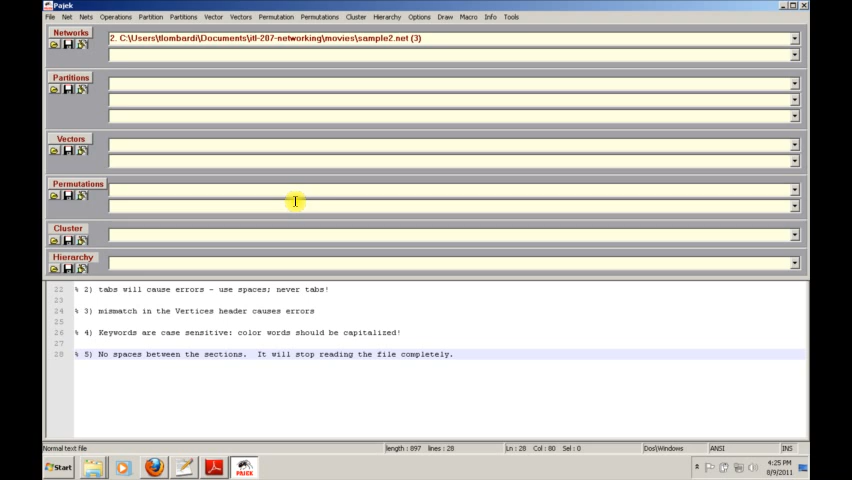 Pajek
File Net Nets Operations Partition Partitions Vector Vectors Permutation Permutations Cluster Hierarchy Options Draw Macro Info Tools
Networks
2. C:\Users\tlombardi\Documents\itl-207-networking\movies\sample2.net (3)
Partitions
Vectors
Permutations
Cluster
Hierarchy
22 % 2) tabs will cause errors - use spaces; never tabs!
23
24 % 3) mismatch in the Vertices header causes errors
25
26 % 4) Keywords are case sensitive: color words should be capitalized!
27
28 % 5) No spaces between the sections.  It will stop reading the file completely.
Normal text file length : 897 lines : 28 Ln : 28 Col : 80 Sel : 0 Dos\Windows ANSI INS
Start PAJEK 4:25 PM
8/9/2011